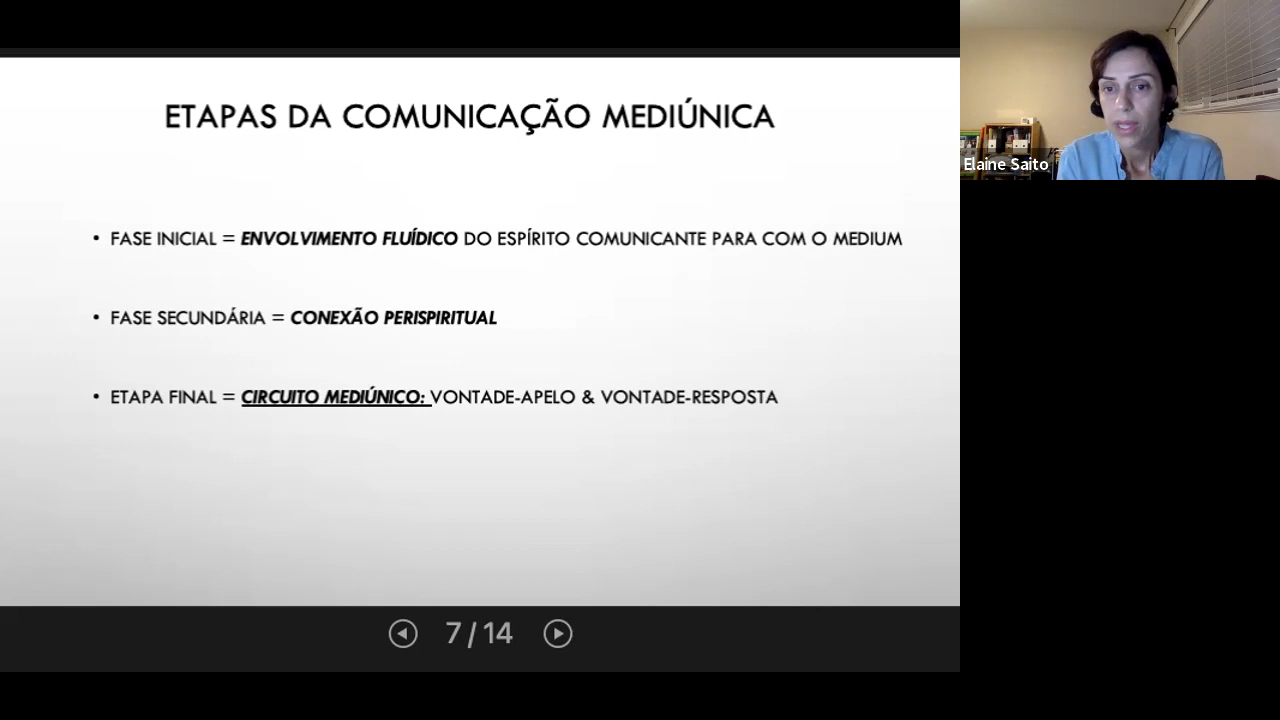 ETAPAS DA COMUNICAÇÃO MEDIÚNICA
• FASE INICIAL = ENVOLVIMENTO FLUÍDICO DO ESPÍRITO COMUNICANTE PARA COM O MEDIUM
• FASE SECUNDÁRIA = CONEXÃO PERISPIRITUAL
• ETAPA FINAL = CIRCUITO MEDIÚNICO: VONTADE-APELO & VONTADE-RESPOSTA
7 / 14
Elaine Saito